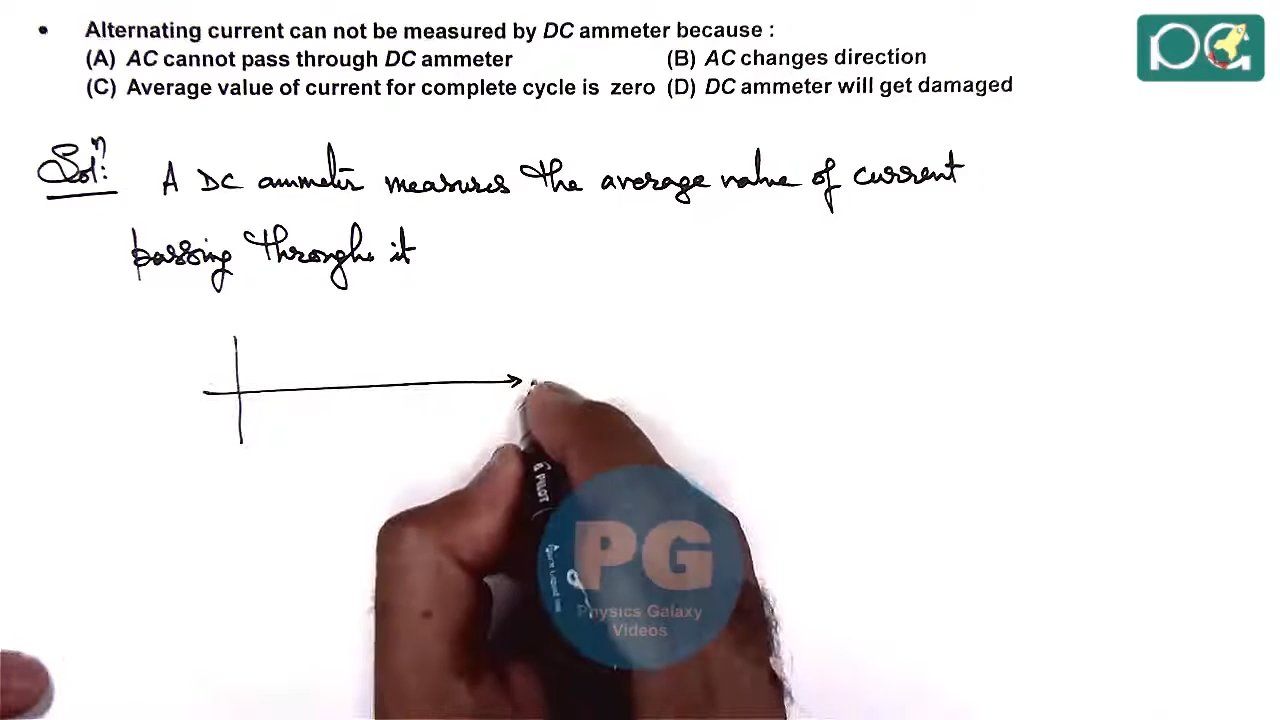 • Alternating current can not be measured by DC ammeter because :
(A) AC cannot pass through DC ammeter (B) AC changes direction
(C) Average value of current for complete cycle is zero (D) DC ammeter will get damaged
Solⁿ:
A DC ammeter measures the average value of current
passing through it
PILOT
PG
Physics Galaxy
Videos